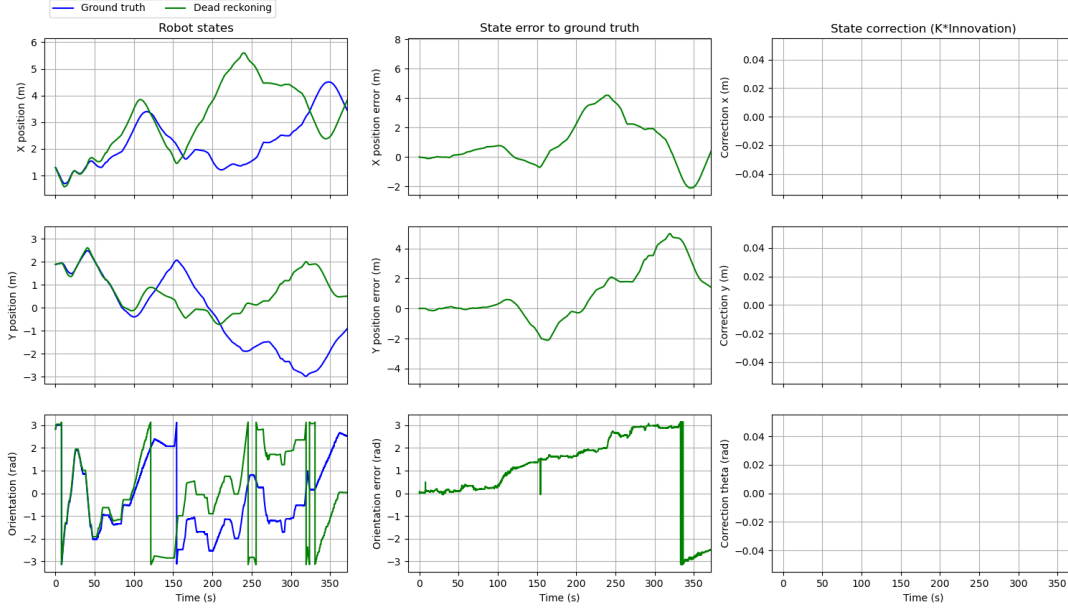 Ground truth
Dead reckoning
Robot states
State error to ground truth
State correction (K*Innovation)
X position (m)
6
5
4
3
2
1
X position error (m)
8
6
4
2
0
−2
Correction x (m)
0.04
0.02
0.00
−0.02
−0.04
Y position (m)
3
2
1
0
−1
−2
−3
Y position error (m)
4
2
0
−2
−4
Correction y (m)
0.04
0.02
0.00
−0.02
−0.04
Orientation (rad)
3
2
1
0
−1
−2
−3
0 50 100 150 200 250 300 350
Time (s)
Orientation error (rad)
3
2
1
0
−1
−2
−3
0 50 100 150 200 250 300 350
Time (s)
Correction theta (rad)
0.04
0.02
0.00
−0.02
−0.04
0 50 100 150 200 250 300 350
Time (s)